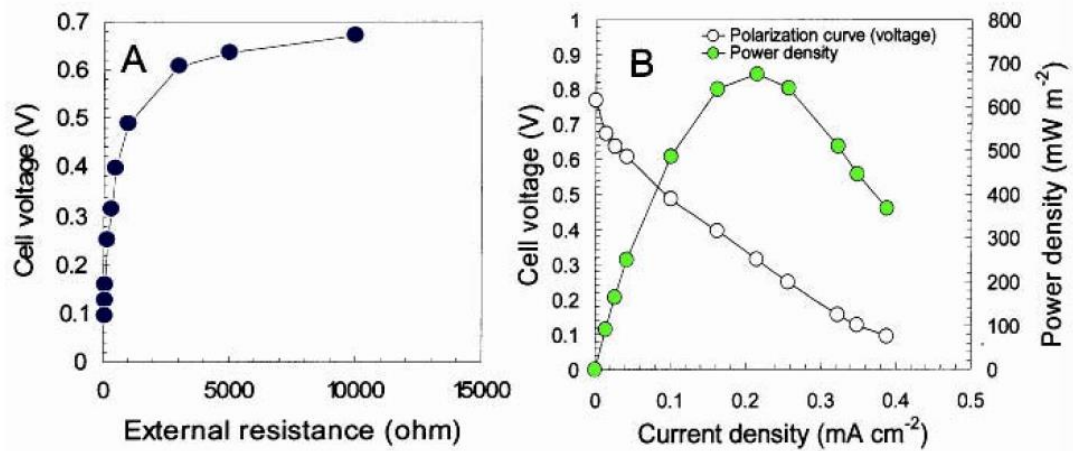 A
0.7
0.6
0.5
0.4
0.3
0.2
0.1
0
Cell voltage (V)
0 5000 10000 15000
External resistance (ohm)
B
Polarization curve (voltage)
Power density
1
0.9
0.8
0.7
0.6
0.5
0.4
0.3
0.2
0.1
0
Cell voltage (V)
800
700
600
500
400
300
200
100
0
Power density (mW m⁻²)
0 0.1 0.2 0.3 0.4 0.5
Current density (mA cm⁻²)